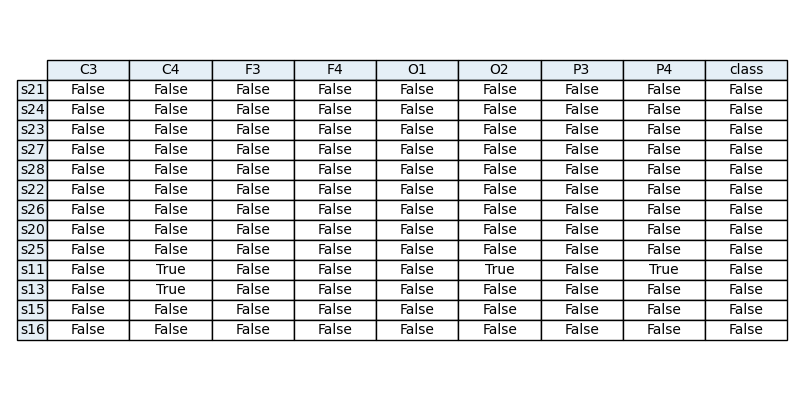 C3 C4 F3 F4 O1 O2 P3 P4 class
s21 False False False False False False False False False
s24 False False False False False False False False False
s23 False False False False False False False False False
s27 False False False False False False False False False
s28 False False False False False False False False False
s22 False False False False False False False False False
s26 False False False False False False False False False
s20 False False False False False False False False False
s25 False False False False False False False False False
s11 False True False False False True False True False
s13 False True False False False False False False False
s15 False False False False False False False False False
s16 False False False False False False False False False